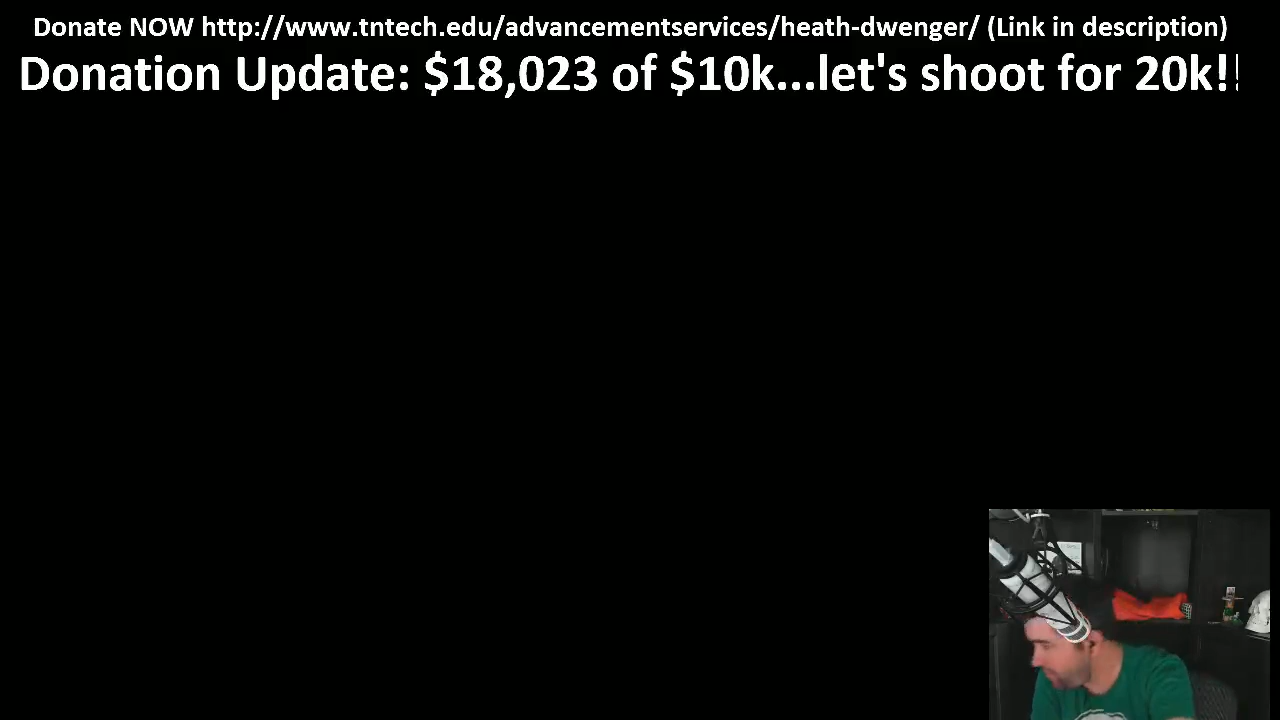 Donate NOW http://www.tntech.edu/advancementservices/heath-dwenger/ (Link in description)
Donation Update: $18,023 of $10k...let's shoot for 20k!!